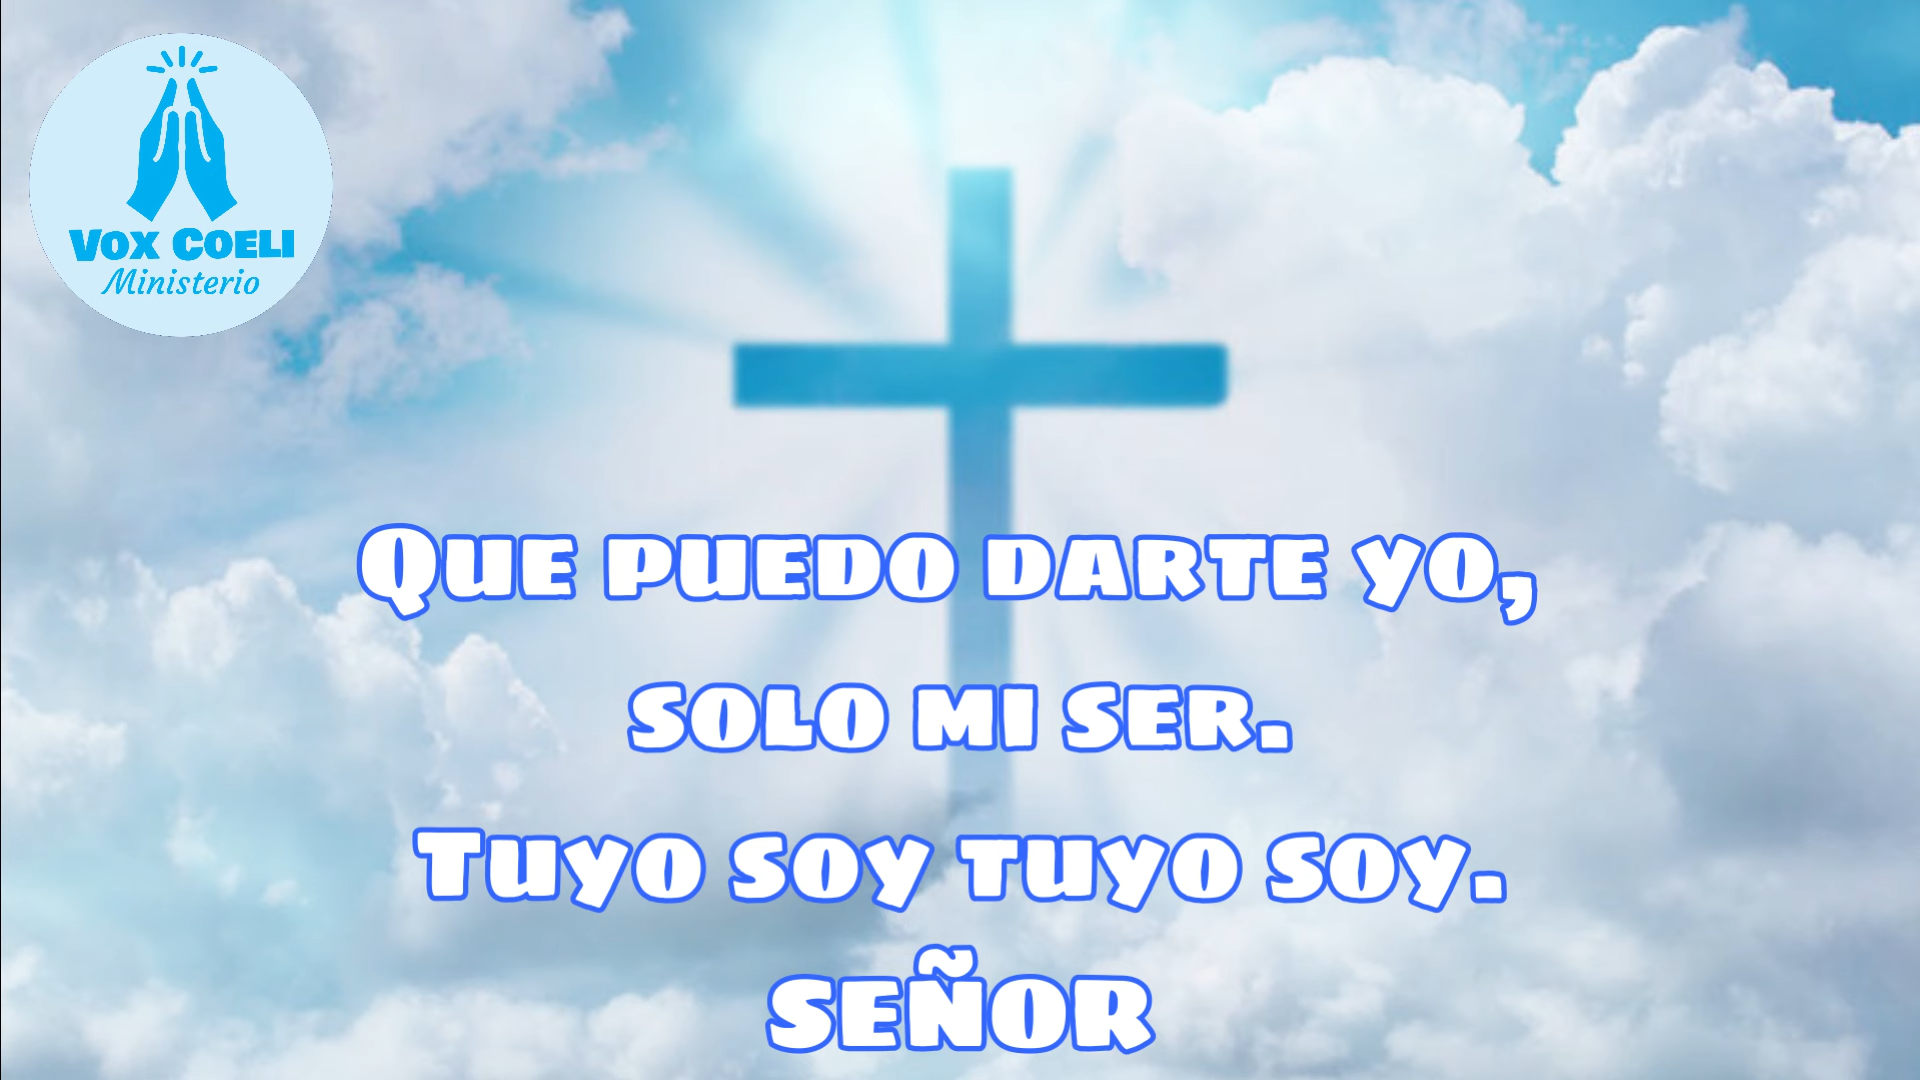 Vox Coeli
Ministerio
Que puedo darte yo,
solo mi ser.
Tuyo soy tuyo soy.
señor